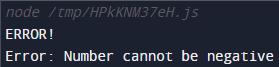 node /tmp/HPkKNM37eH.js
ERROR!
Error: Number cannot be negative